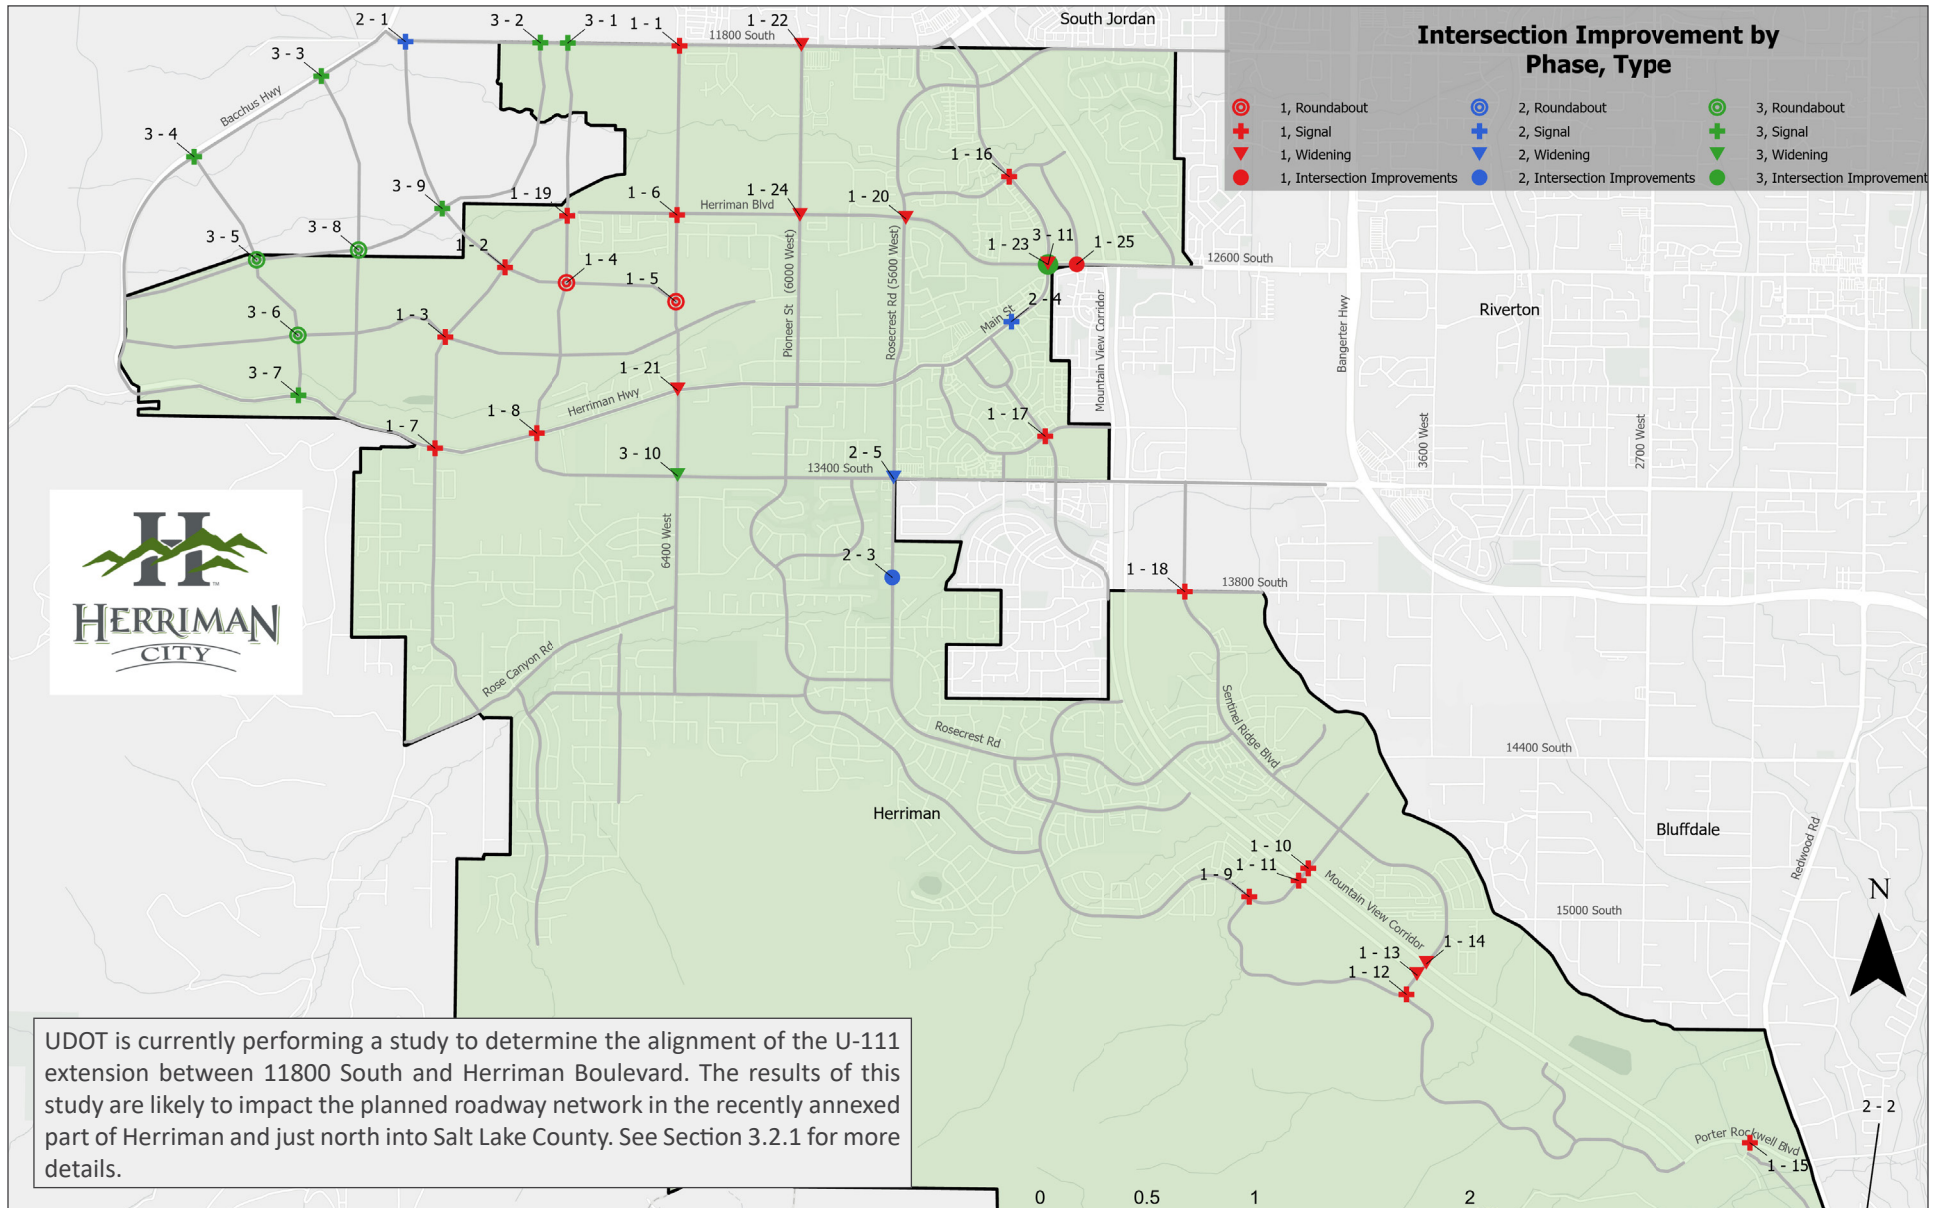 South Jordan
Intersection Improvement by
Phase, Type
1, Roundabout
2, Roundabout
3, Roundabout
1, Signal
2, Signal
3, Signal
1, Widening
2, Widening
3, Widening
1, Intersection Improvements
2, Intersection Improvements
3, Intersection Improvement
2 - 1
3 - 2
3 - 1
1 - 1
1 - 22
11800 South
3 - 3
Bacchus Hwy
3 - 4
1 - 16
3 - 9
1 - 19
1 - 6
1 - 24
1 - 20
Herriman Blvd
3 - 5
3 - 8
1 - 2
1 - 4
1 - 5
Pioneer St (6000 West)
Rosecrest Rd (5600 West)
1 - 23
3 - 11
1 - 25
12600 South
2 - 4
Main St
Mountain View Corridor
Bangerter Hwy
Riverton
3 - 6
1 - 3
3 - 7
1 - 21
Herriman Hwy
1 - 8
1 - 7
1 - 17
3600 West
2700 West
3 - 10
13400 South
2 - 5
6400 West
2 - 3
1 - 18
13800 South
H
TM
HERRIMAN
CITY
Rose Canyon Rd
Rosecrest Rd
Sentinel Ridge Blvd
14400 South
Herriman
Bluffdale
Redwood Rd
1 - 10
1 - 11
1 - 9
Mountain View Corridor
15000 South
N
1 - 14
1 - 13
1 - 12
UDOT is currently performing a study to determine the alignment of the U-111
extension between 11800 South and Herriman Boulevard. The results of this
study are likely to impact the planned roadway network in the recently annexed
part of Herriman and just north into Salt Lake County. See Section 3.2.1 for more
details.
2 - 2
Porter Rockwell Blvd
1 - 15
0 0.5 1 2